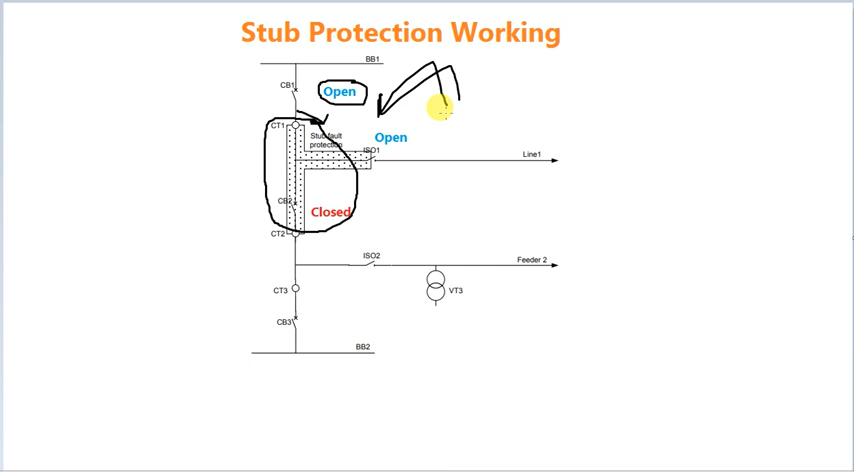 Stub Protection Working
BB1
CB1
Open
CT1
Stub fault
protection
Open
ISO1
Line1
CB2
Closed
CT2
ISO2
Feeder 2
CT3
VT3
CB3
BB2